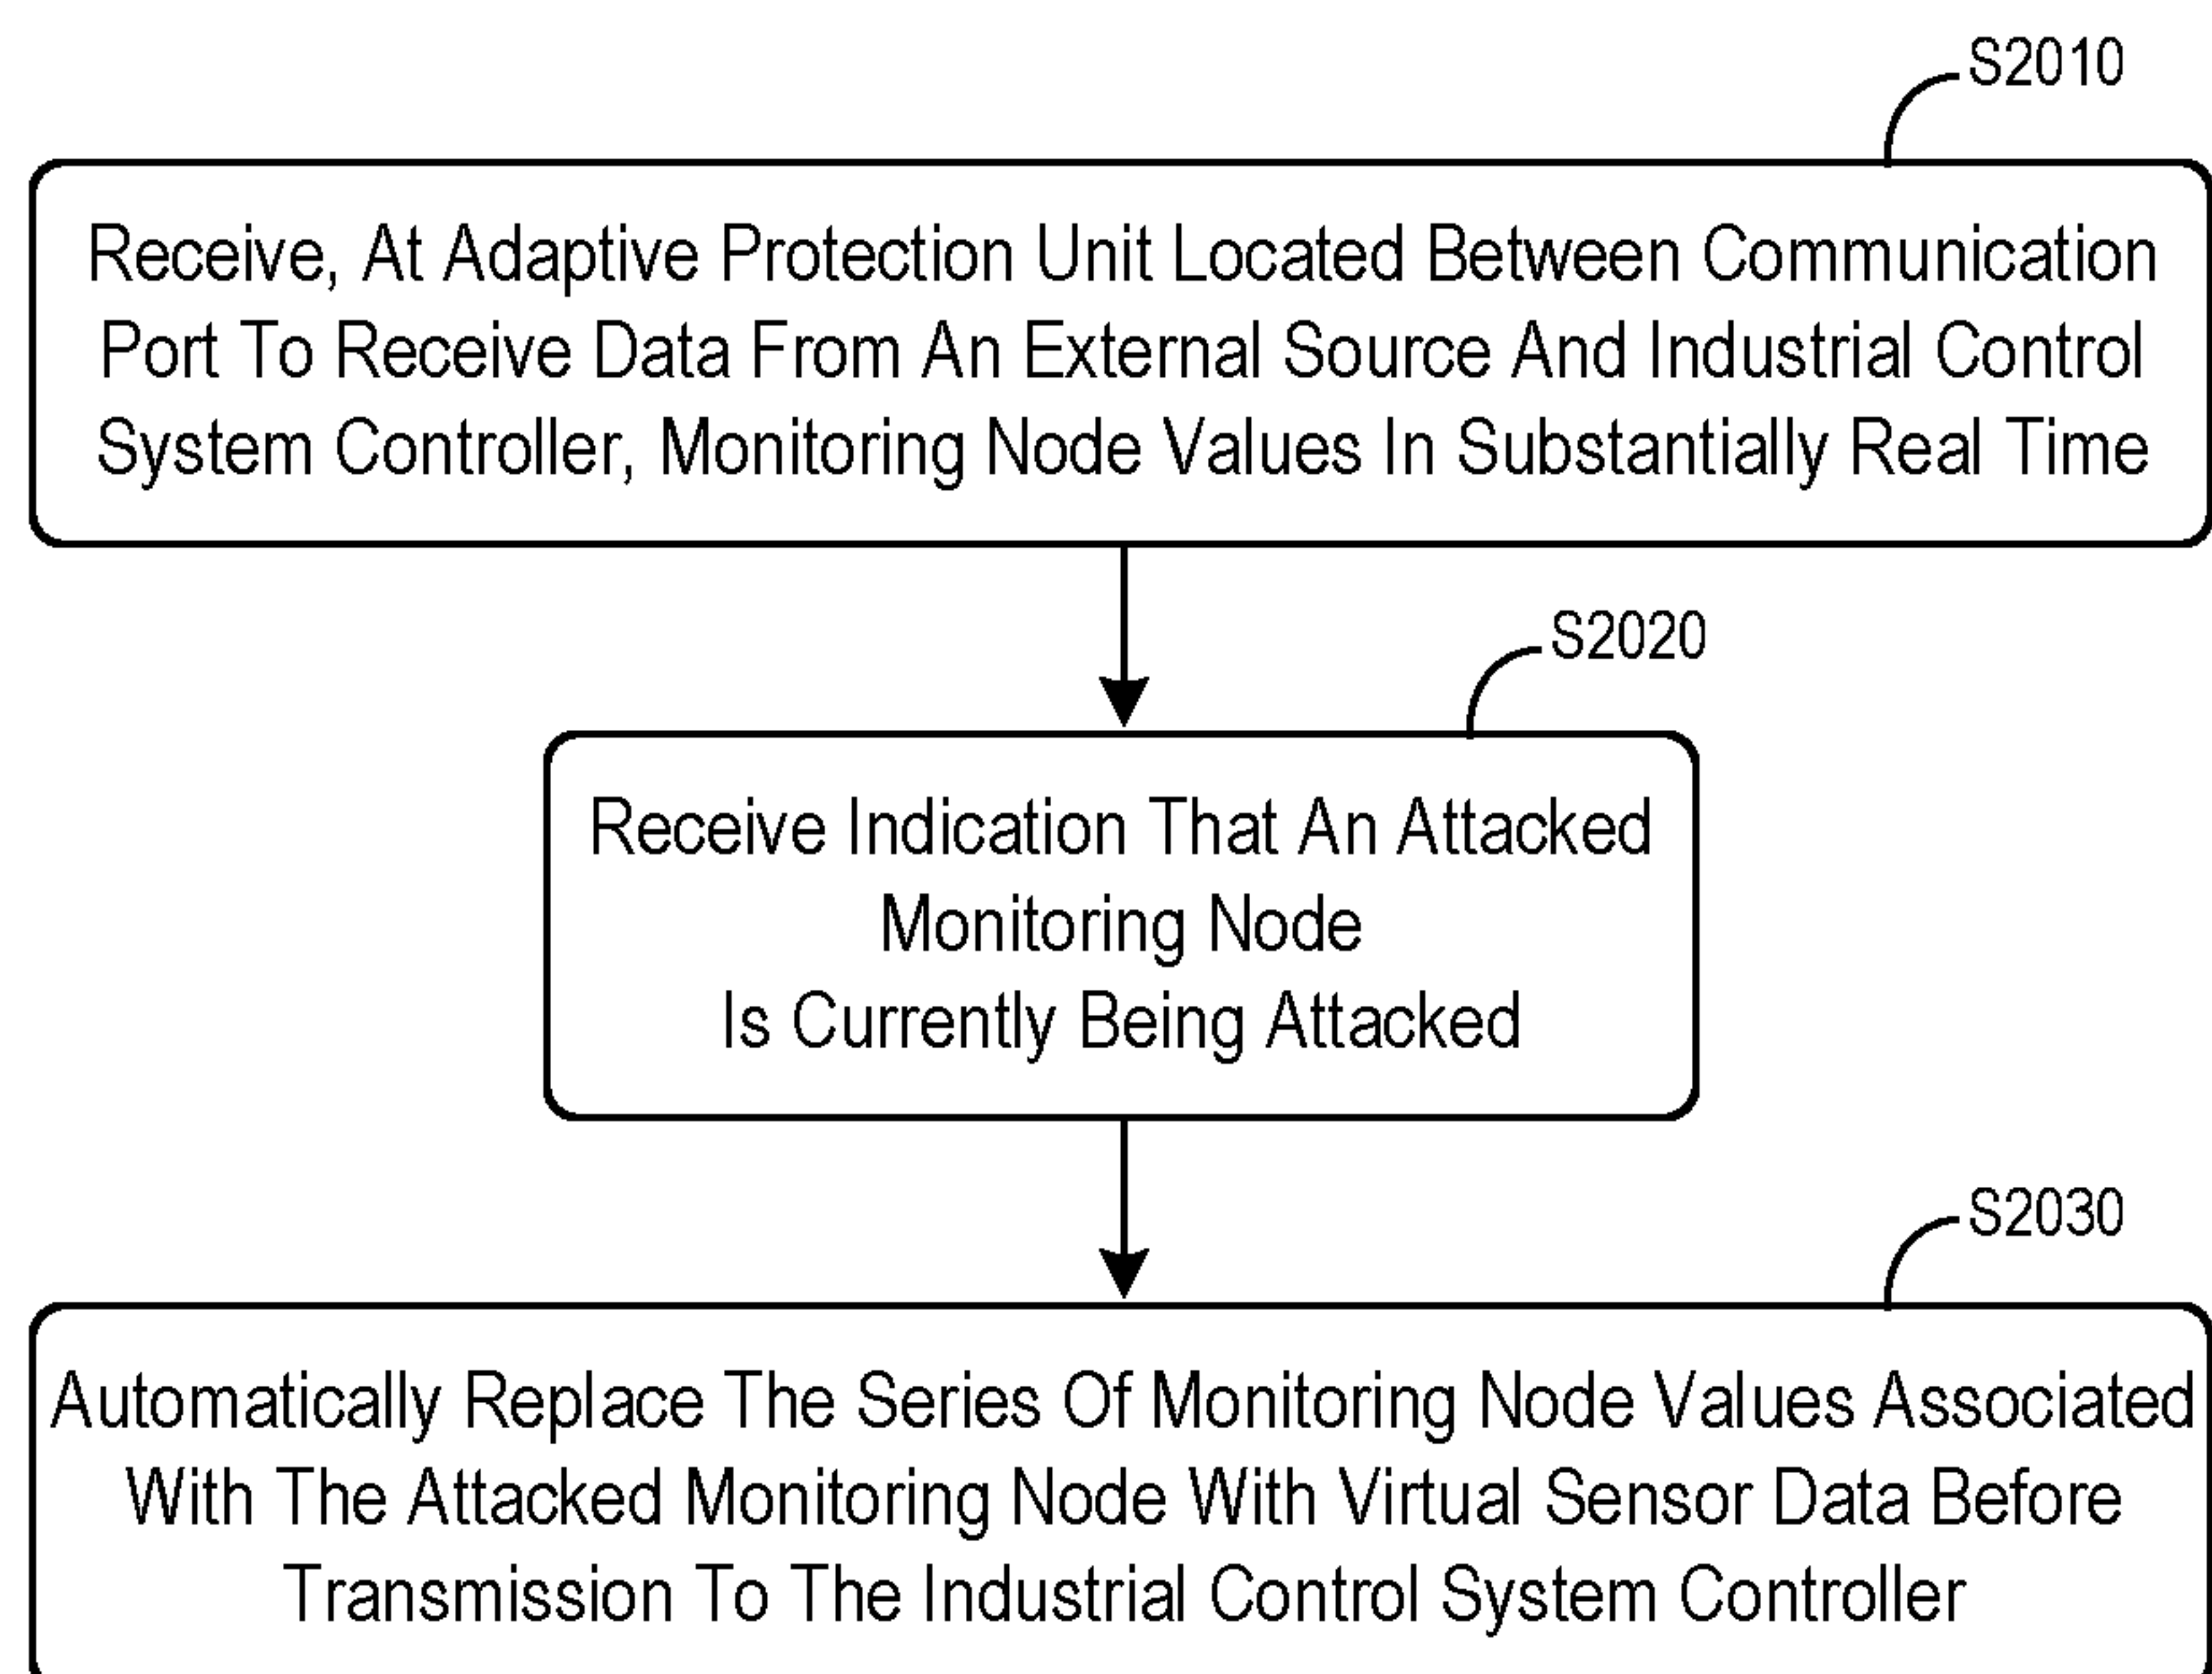 S2010
Receive, At Adaptive Protection Unit Located Between Communication
Port To Receive Data From An External Source And Industrial Control
System Controller, Monitoring Node Values In Substantially Real Time
S2020
Receive Indication That An Attacked
Monitoring Node
Is Currently Being Attacked
S2030
Automatically Replace The Series Of Monitoring Node Values Associated
With The Attacked Monitoring Node With Virtual Sensor Data Before
Transmission To The Industrial Control System Controller